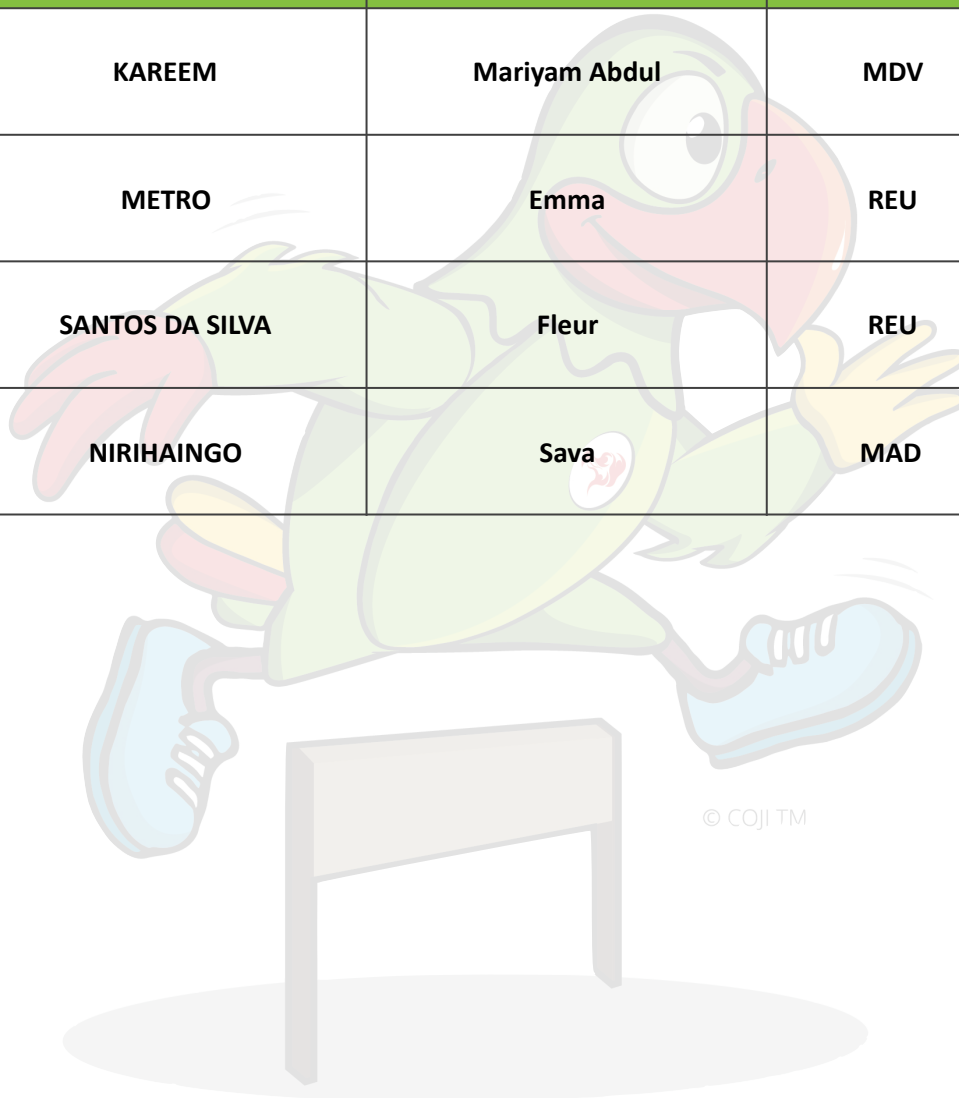 KAREEM Mariyam Abdul MDV
METRO Emma REU
SANTOS DA SILVA Fleur REU
NIRIHAINGO Sava MAD
© COJI TM